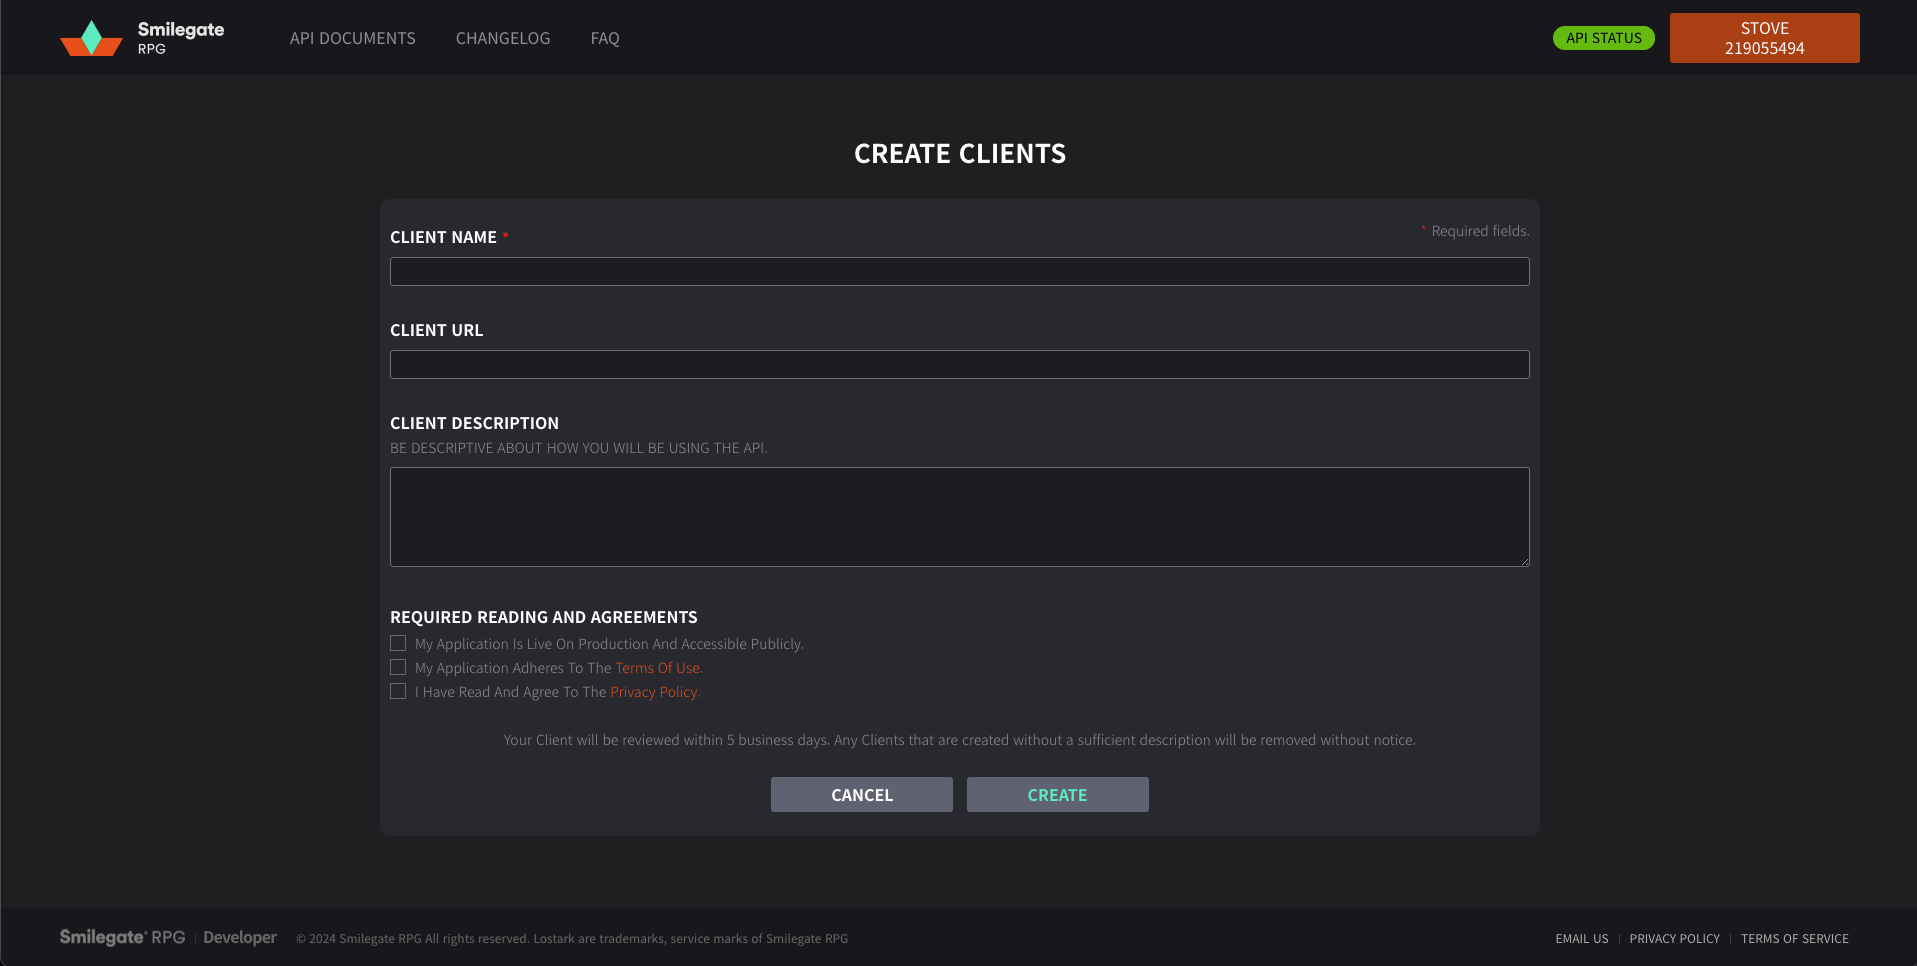 Smilegate
RPG
API DOCUMENTS
CHANGELOG
FAQ
API STATUS
STOVE
219055494
CREATE CLIENTS
CLIENT NAME *
* Required fields.
CLIENT URL
CLIENT DESCRIPTION
BE DESCRIPTIVE ABOUT HOW YOU WILL BE USING THE API.
REQUIRED READING AND AGREEMENTS
My Application Is Live On Production And Accessible Publicly.
My Application Adheres To The Terms Of Use.
I Have Read And Agree To The Privacy Policy.
Your Client will be reviewed within 5 business days. Any Clients that are created without a sufficient description will be removed without notice.
CANCEL
CREATE
Smilegate RPG | Developer
© 2024 Smilegate RPG All rights reserved. Lostark are trademarks, service marks of Smilegate RPG
EMAIL US | PRIVACY POLICY | TERMS OF SERVICE